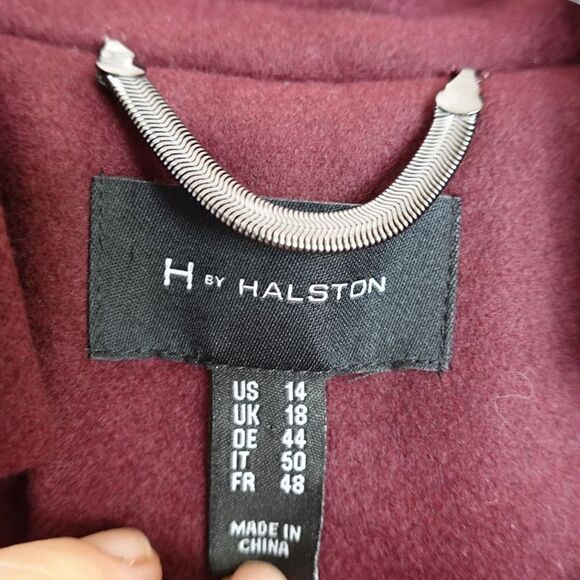 H BY HALSTON
US 14
UK 18
DE 44
IT 50
FR 48
MADE IN
CHINA